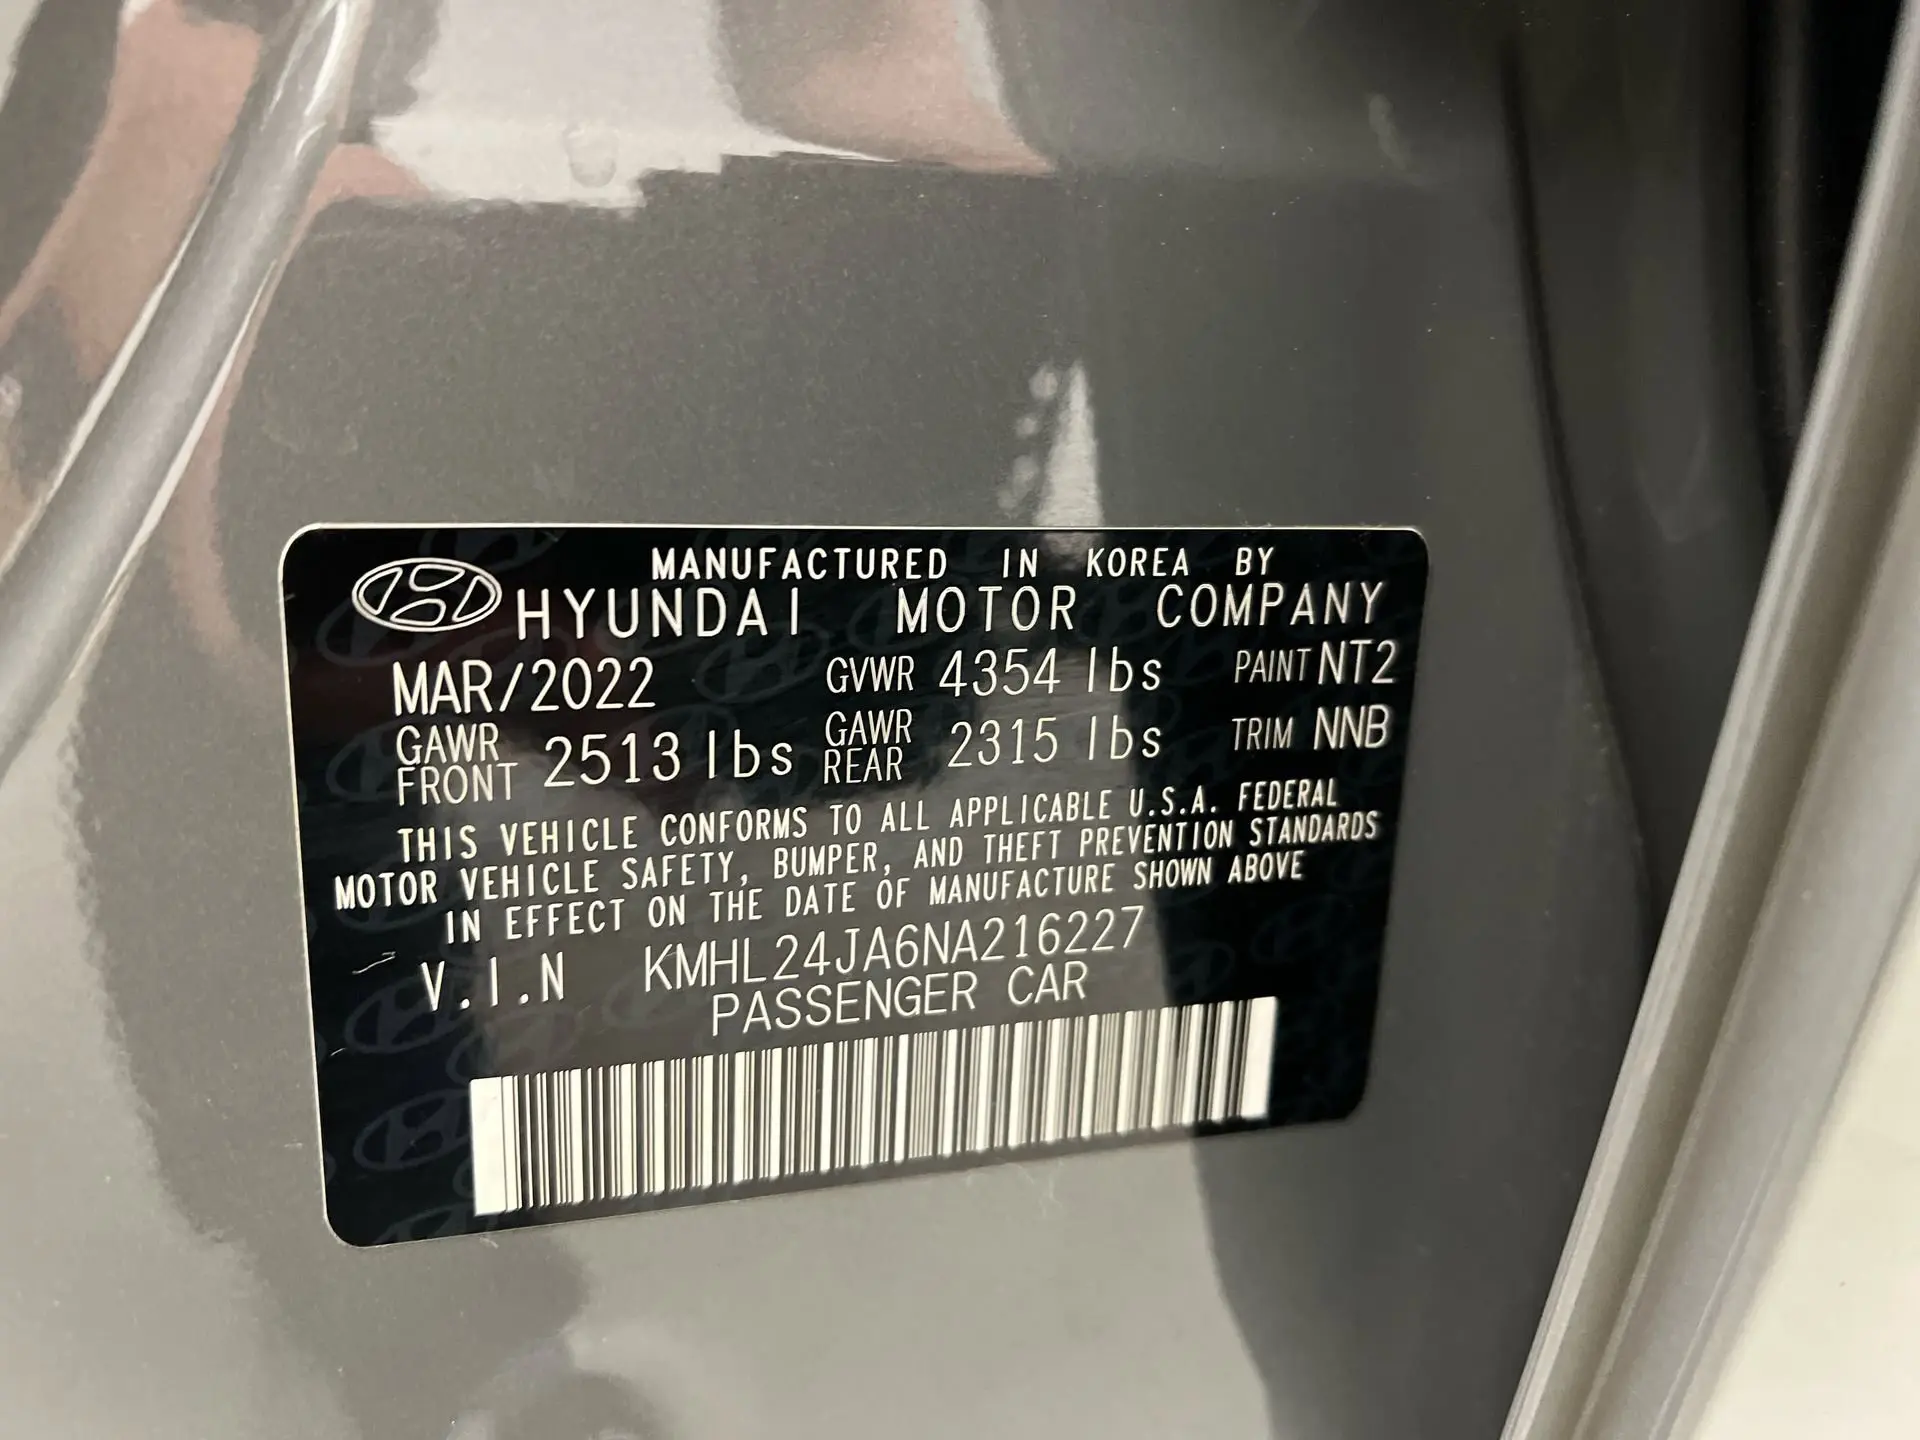 MANUFACTURED IN KOREA BY
HYUNDAI MOTOR COMPANY
MAR/2022 GVWR 4354 lbs PAINT NT2
GAWR FRONT 2513 lbs GAWR REAR 2315 lbs TRIM NNB
THIS VEHICLE CONFORMS TO ALL APPLICABLE U.S.A. FEDERAL
MOTOR VEHICLE SAFETY, BUMPER, AND THEFT PREVENTION STANDARDS
IN EFFECT ON THE DATE OF MANUFACTURE SHOWN ABOVE
V.I.N KMHL24JA6NA216227
PASSENGER CAR